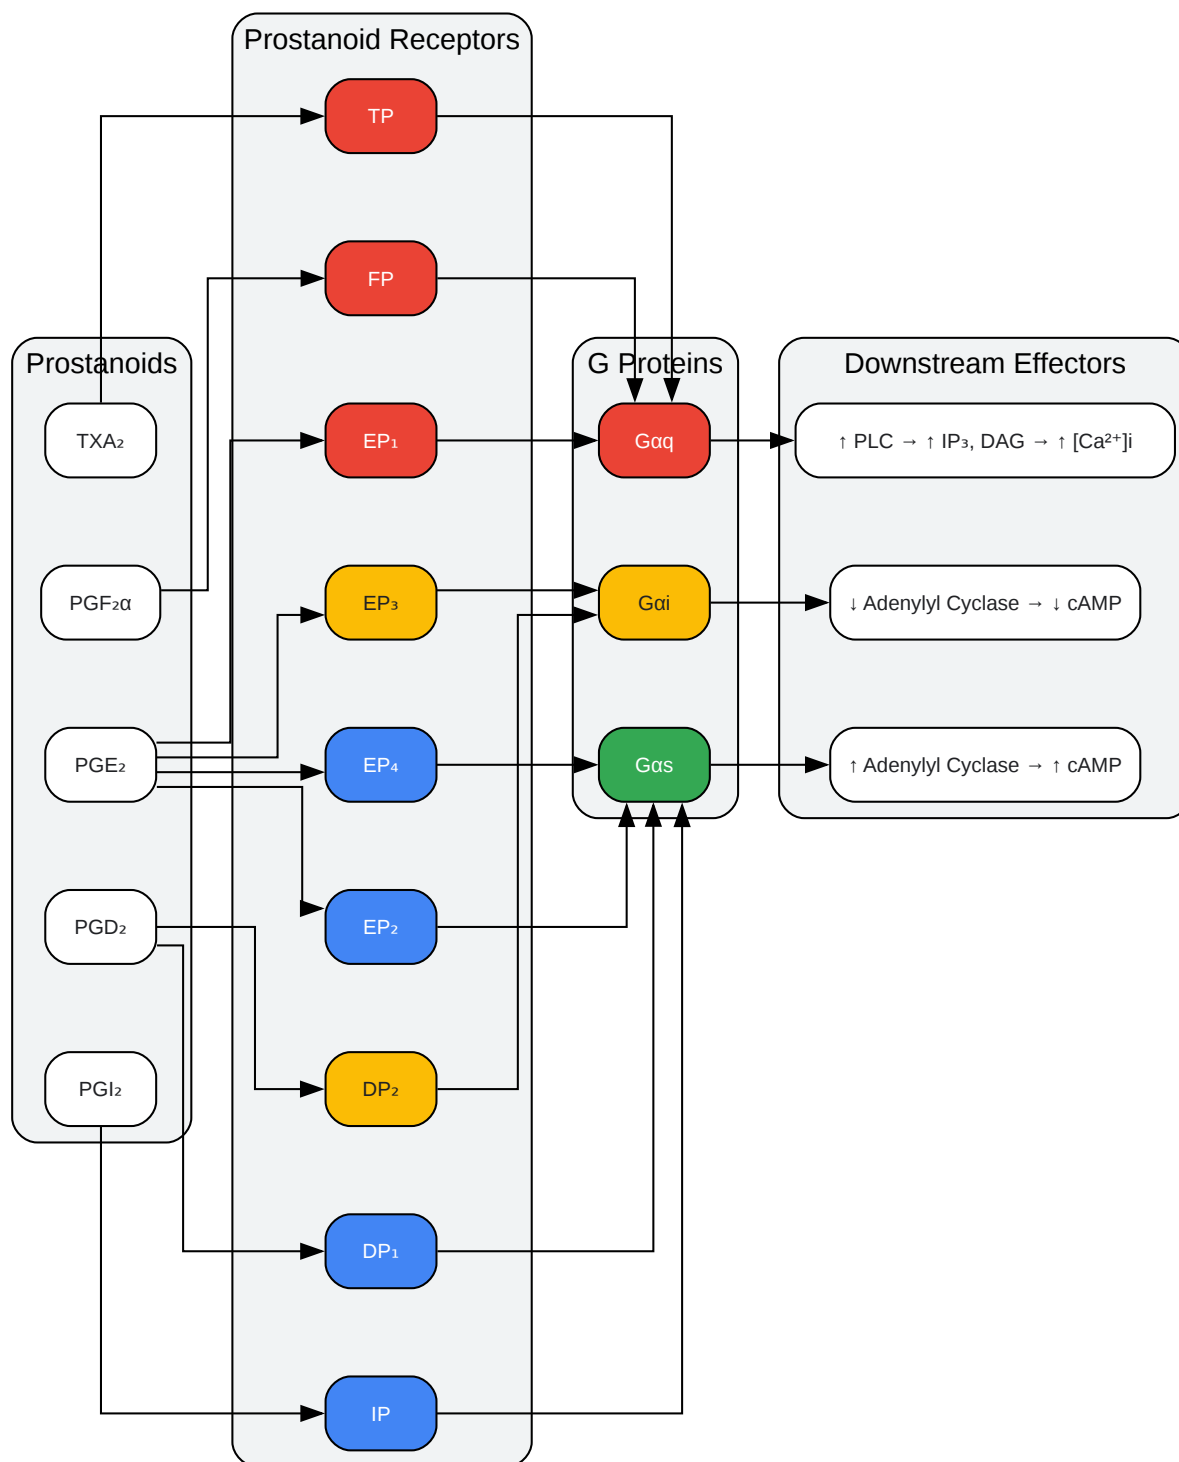 Prostanoid Receptors
TP
FP
Prostanoids
G Proteins
Downstream Effectors
TXA₂
EP₁
Gαq
↑ PLC → ↑ IP₃, DAG → ↑ [Ca²⁺]i
PGF₂α
EP₃
Gαi
↓ Adenylyl Cyclase → ↓ cAMP
PGE₂
EP₄
Gαs
↑ Adenylyl Cyclase → ↑ cAMP
PGD₂
EP₂
PGI₂
DP₂
DP₁
IP